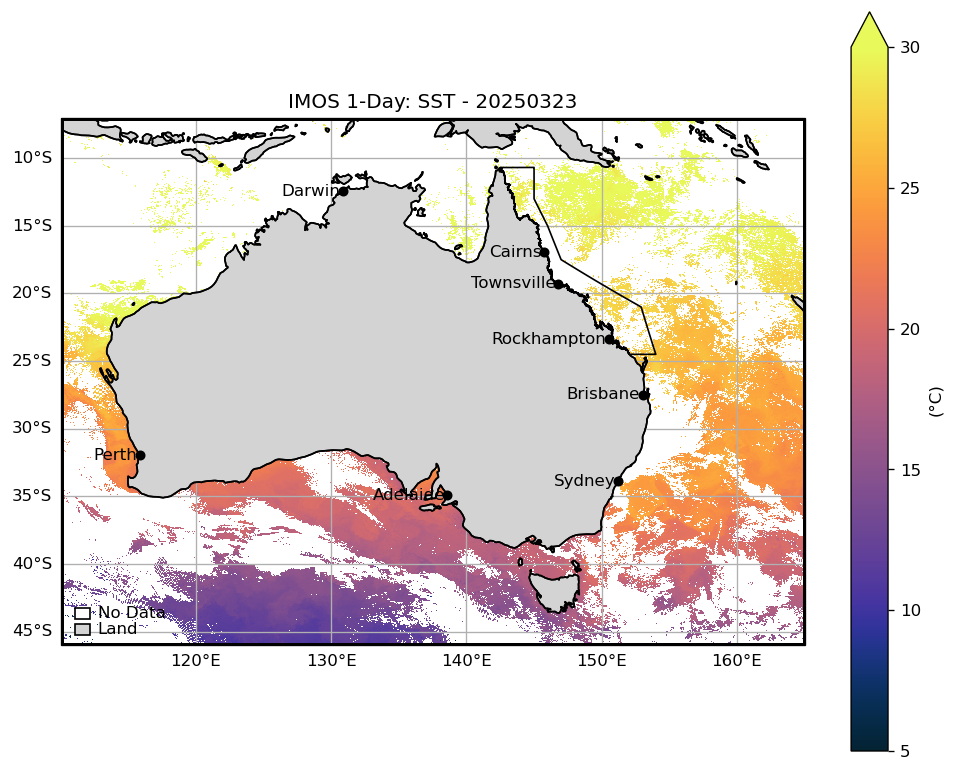 IMOS 1-Day: SST - 20250323
30
25
20
15
10
5
(°C)
10°S
15°S
20°S
25°S
30°S
35°S
40°S
45°S
120°E
130°E
140°E
150°E
160°E
Darwin
Cairns
Townsville
Rockhampton
Brisbane
Perth
Sydney
Adelaide
No Data
Land